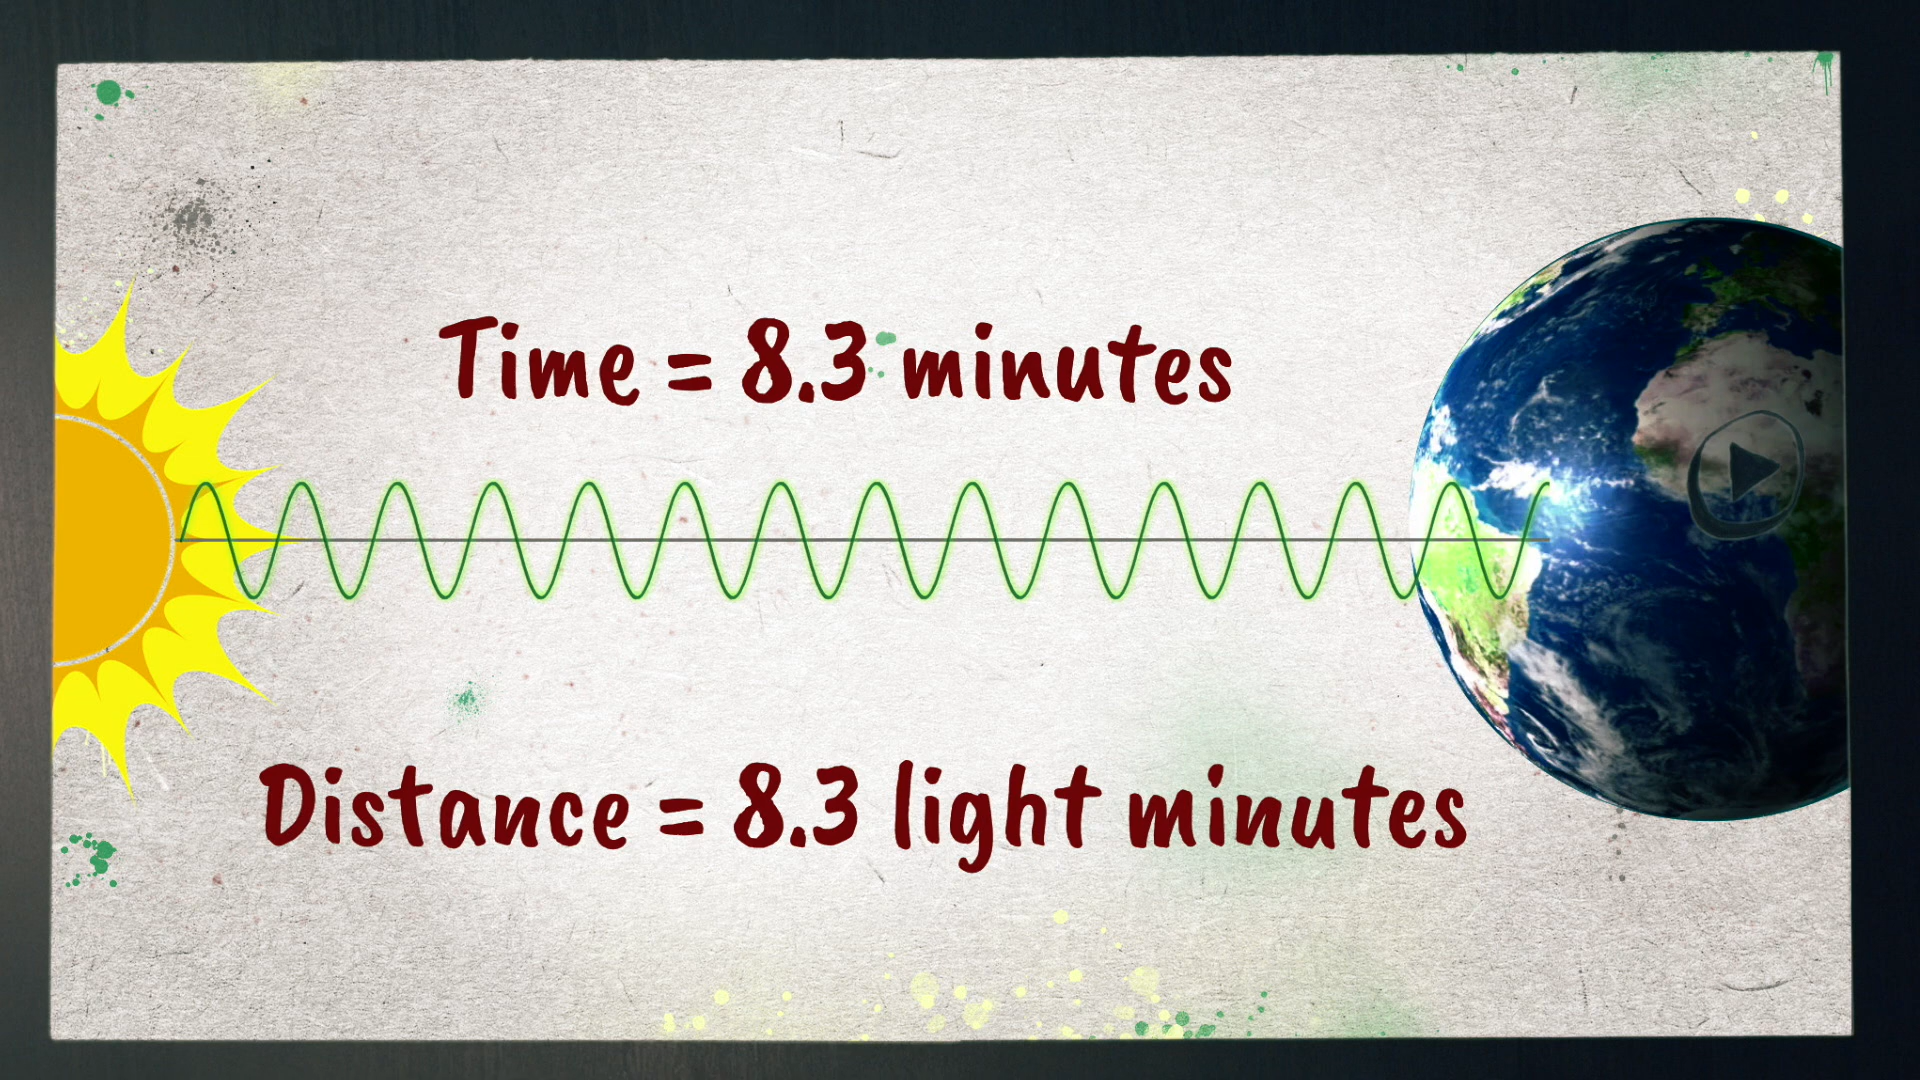 Time = 8.3 minutes
Distance = 8.3 light minutes